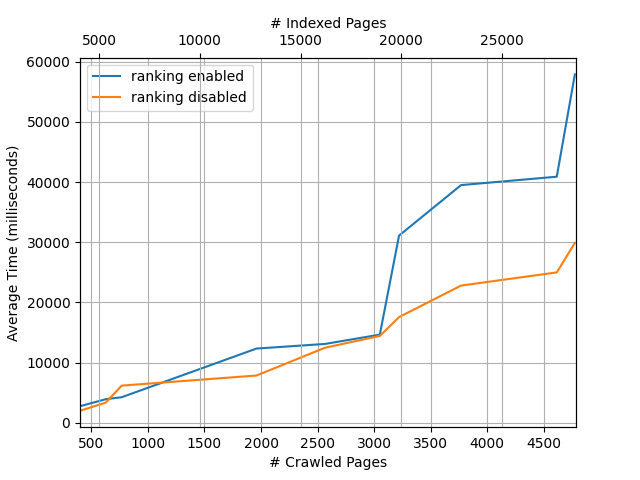 # Indexed Pages
5000 10000 15000 20000 25000
60000
ranking enabled
ranking disabled
50000
40000
30000
20000
10000
0
Average Time (milliseconds)
500 1000 1500 2000 2500 3000 3500 4000 4500
# Crawled Pages